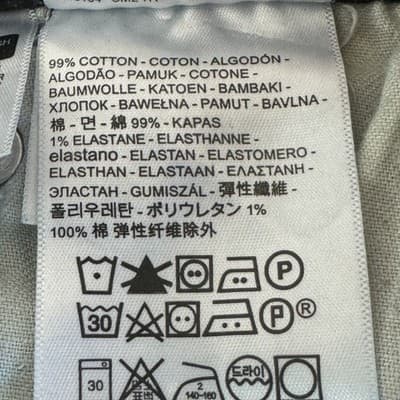 99% COTTON - COTON - ALGODÓN -
ALGODÃO - PAMUK - COTONE -
BAUMWOLLE - KATOEN - BAMBAKI -
ХЛОПОК - BAWEŁNA - PAMUT - BAVLNA -
棉 - 면 - 綿 99% - KAPAS
1% ELASTANE - ELASTHANNE -
elastano - ELASTAN - ELASTOMERO -
ELASTHAN - ELASTAAN - ΕΛΑΣΤΑΝΗ -
ЭЛАСТАН - GUMISZÁL - 彈性纖維 -
폴리우레탄 - ポリウレタン 1%
100% 棉 弹性纤维除外
P
30 P ®
30 2 140-160 드라이